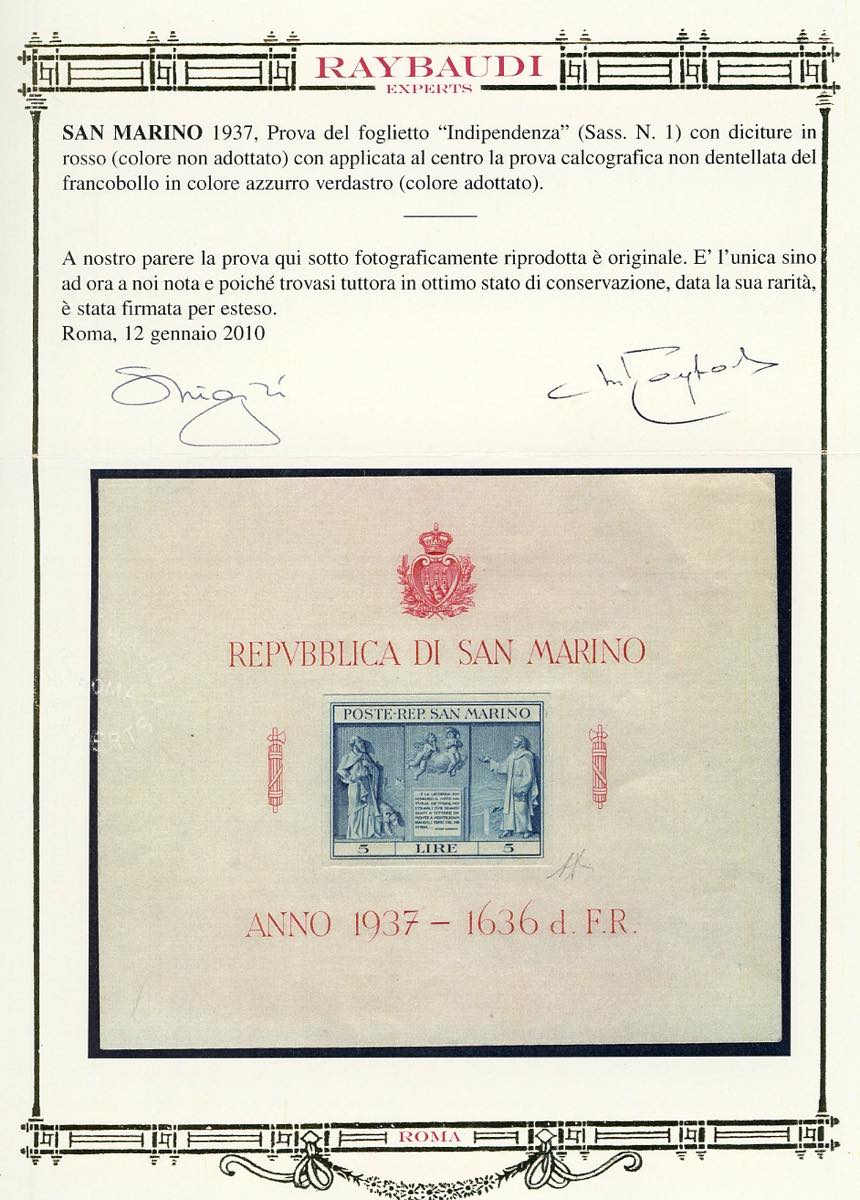 RAYBAUDI
EXPERTS
SAN MARINO 1937, Prova del foglietto “Indipendenza” (Sass. N. 1) con diciture in
rosso (colore non adottato) con applicata al centro la prova calcografica non dentellata del
francobollo in colore azzurro verdastro (colore adottato).
A nostro parere la prova qui sotto fotograficamente riprodotta è originale. E’ l’unica sino
ad ora a noi nota e poiché trovasi tuttora in ottimo stato di conservazione, data la sua rarità,
è stata firmata per esteso.
Roma, 12 gennaio 2010
REPVBBLICA DI SAN MARINO
POSTE-REP. SAN MARINO
5 LIRE 5
ANNO 1937 – 1636 d. F.R.
ROMA